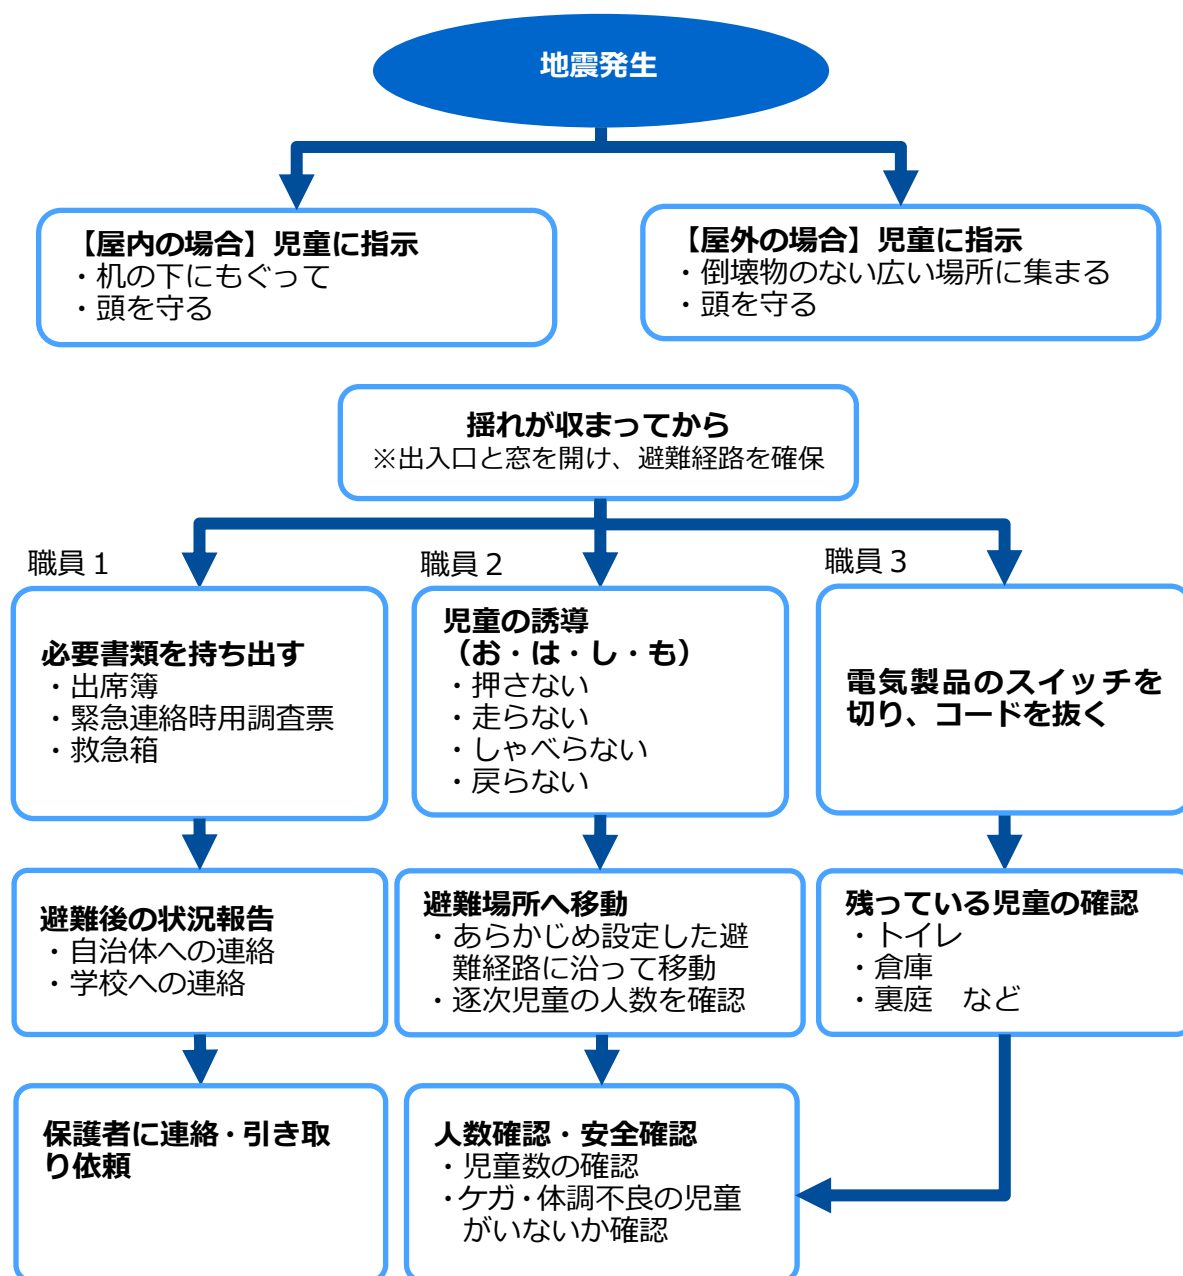 地震発生
【屋内の場合】児童に指示
・机の下にもぐって
・頭を守る
【屋外の場合】児童に指示
・倒壊物のない広い場所に集まる
・頭を守る
揺れが収まってから
※出入口と窓を開け、避難経路を確保
職員１
必要書類を持ち出す
・出席簿
・緊急連絡時用調査票
・救急箱
職員２
児童の誘導
（お・は・し・も）
・押さない
・走らない
・しゃべらない
・戻らない
職員３
電気製品のスイッチを
切り、コードを抜く
避難後の状況報告
・自治体への連絡
・学校への連絡
避難場所へ移動
・あらかじめ設定した避
難経路に沿って移動
・逐次児童の人数を確認
残っている児童の確認
・トイレ
・倉庫
・裏庭　など
保護者に連絡・引き取
り依頼
人数確認・安全確認
・児童数の確認
・ケガ・体調不良の児童
がいないか確認